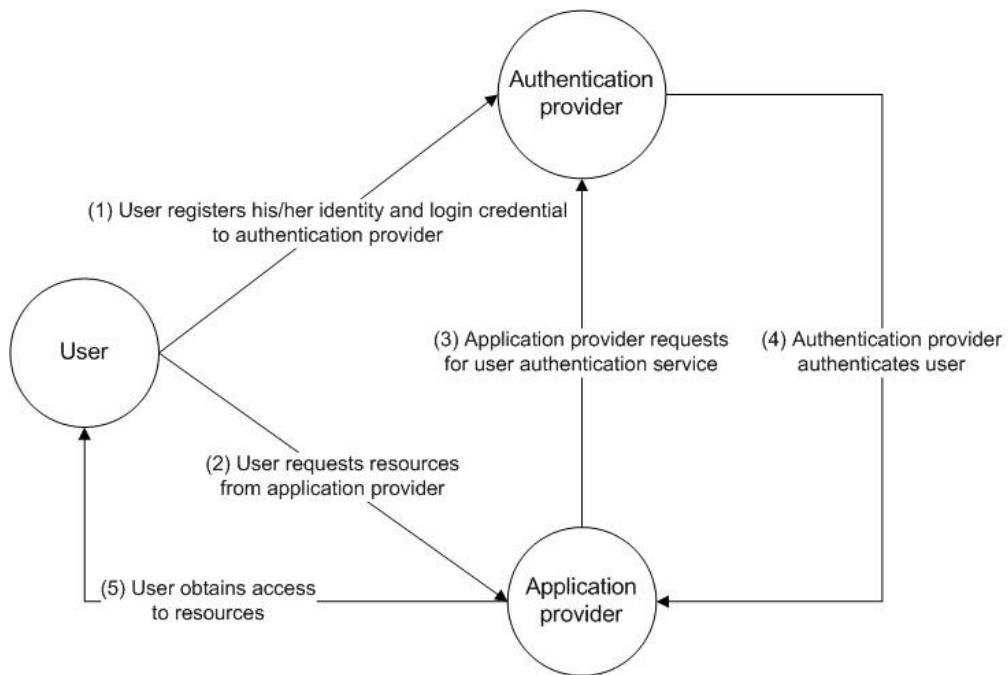 Authentication
provider
(1) User registers his/her identity and login credential
to authentication provider
User
(3) Application provider requests
for user authentication service
(4) Authentication provider
authenticates user
(2) User requests resources
from application provider
(5) User obtains access
to resources
Application
provider